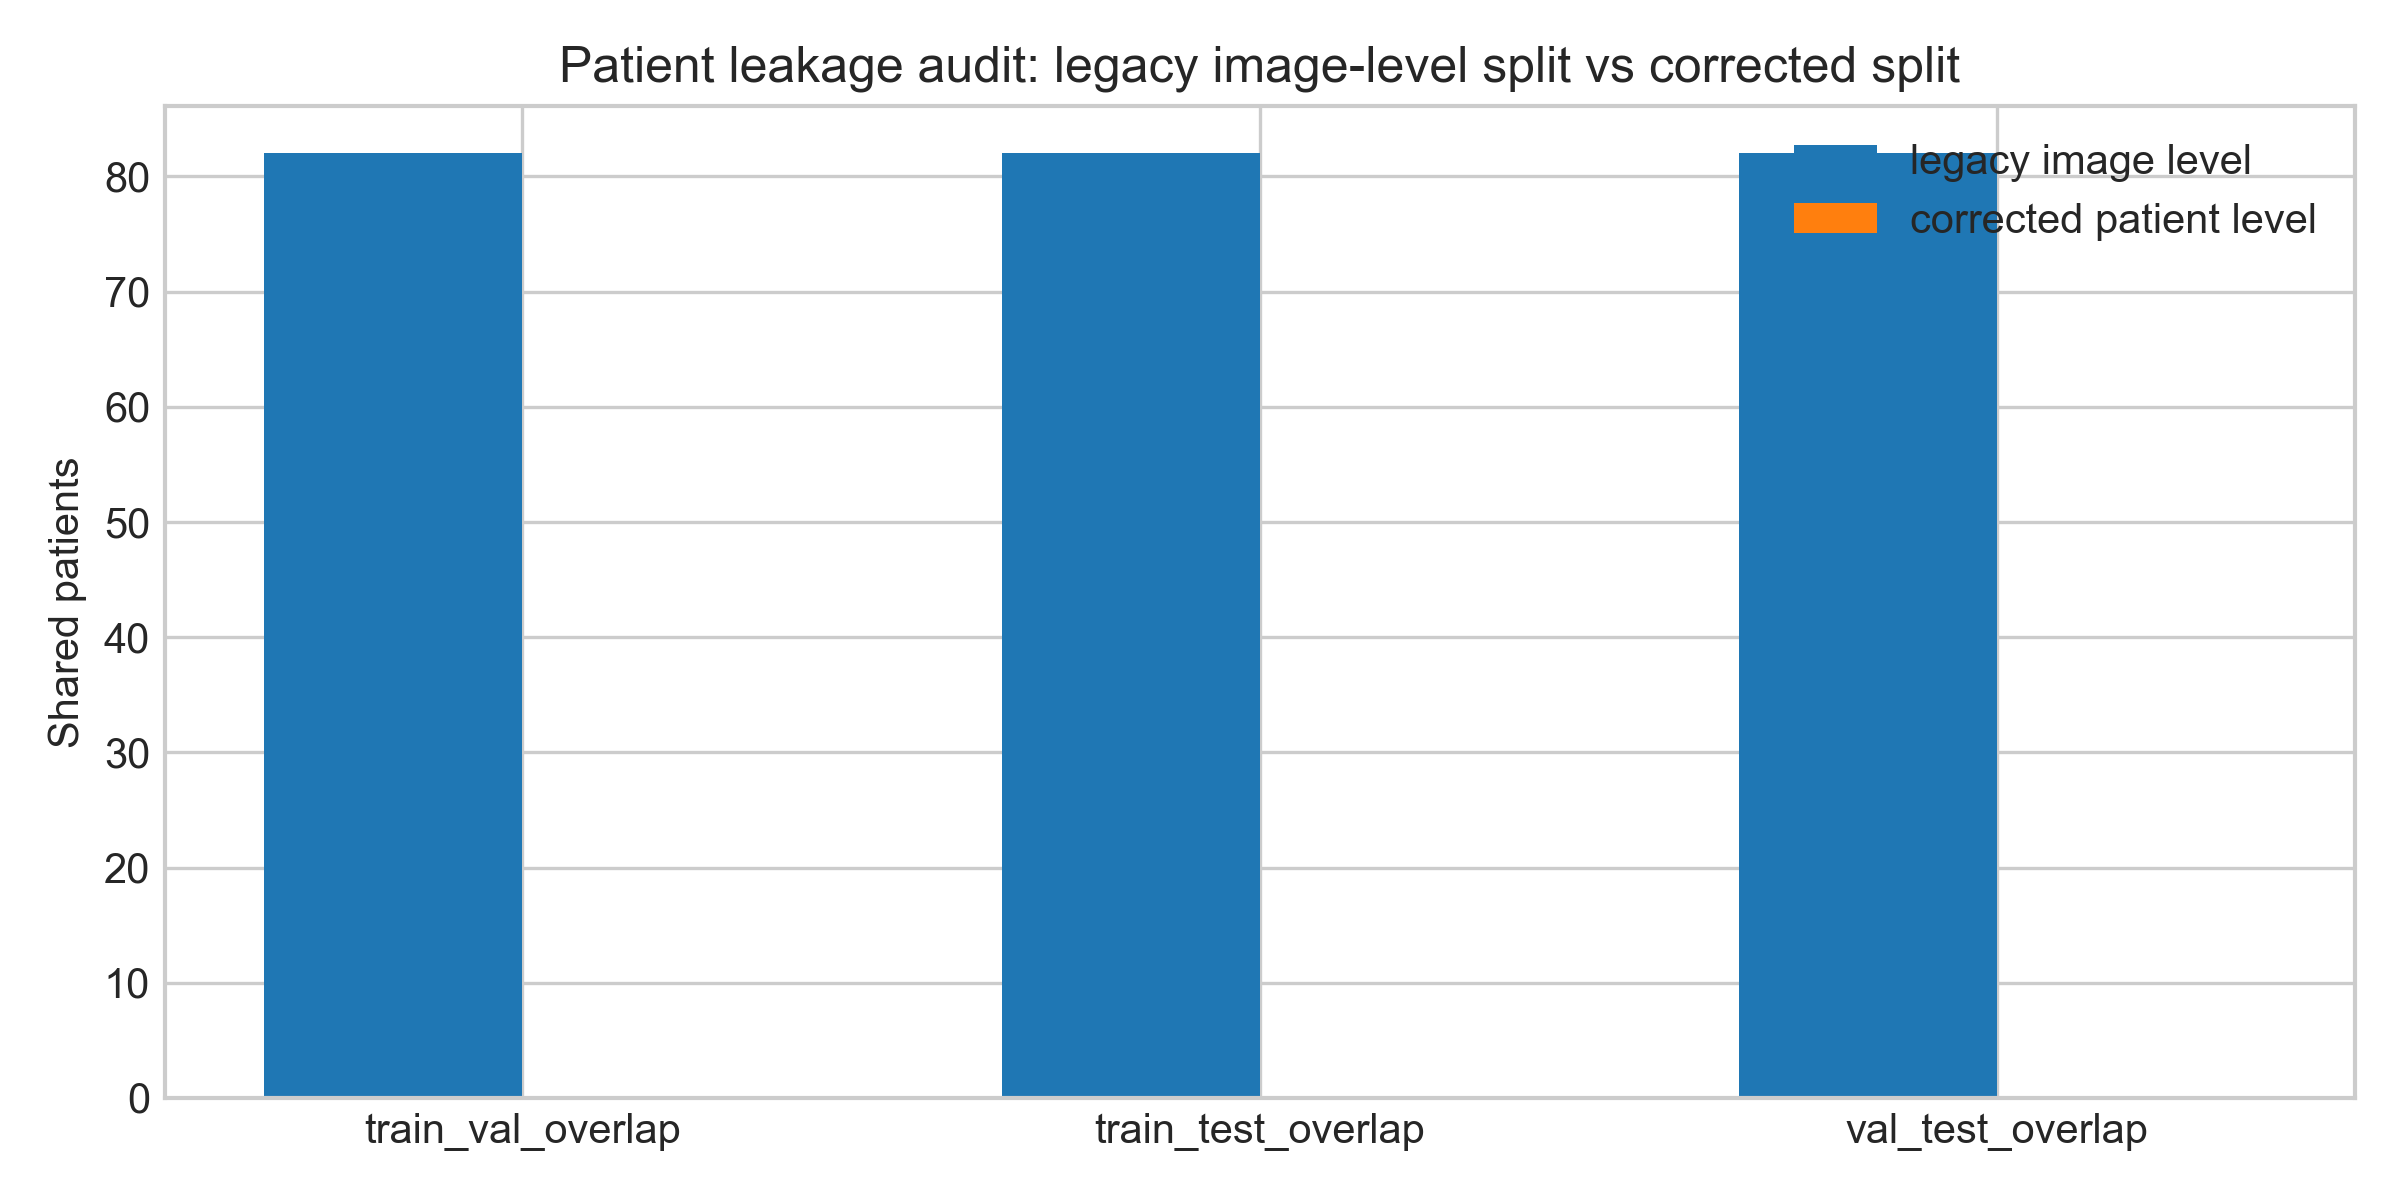 Patient leakage audit: legacy image-level split vs corrected split
legacy image level
corrected patient level
Shared patients
80
70
60
50
40
30
20
10
0
train_val_overlap
train_test_overlap
val_test_overlap